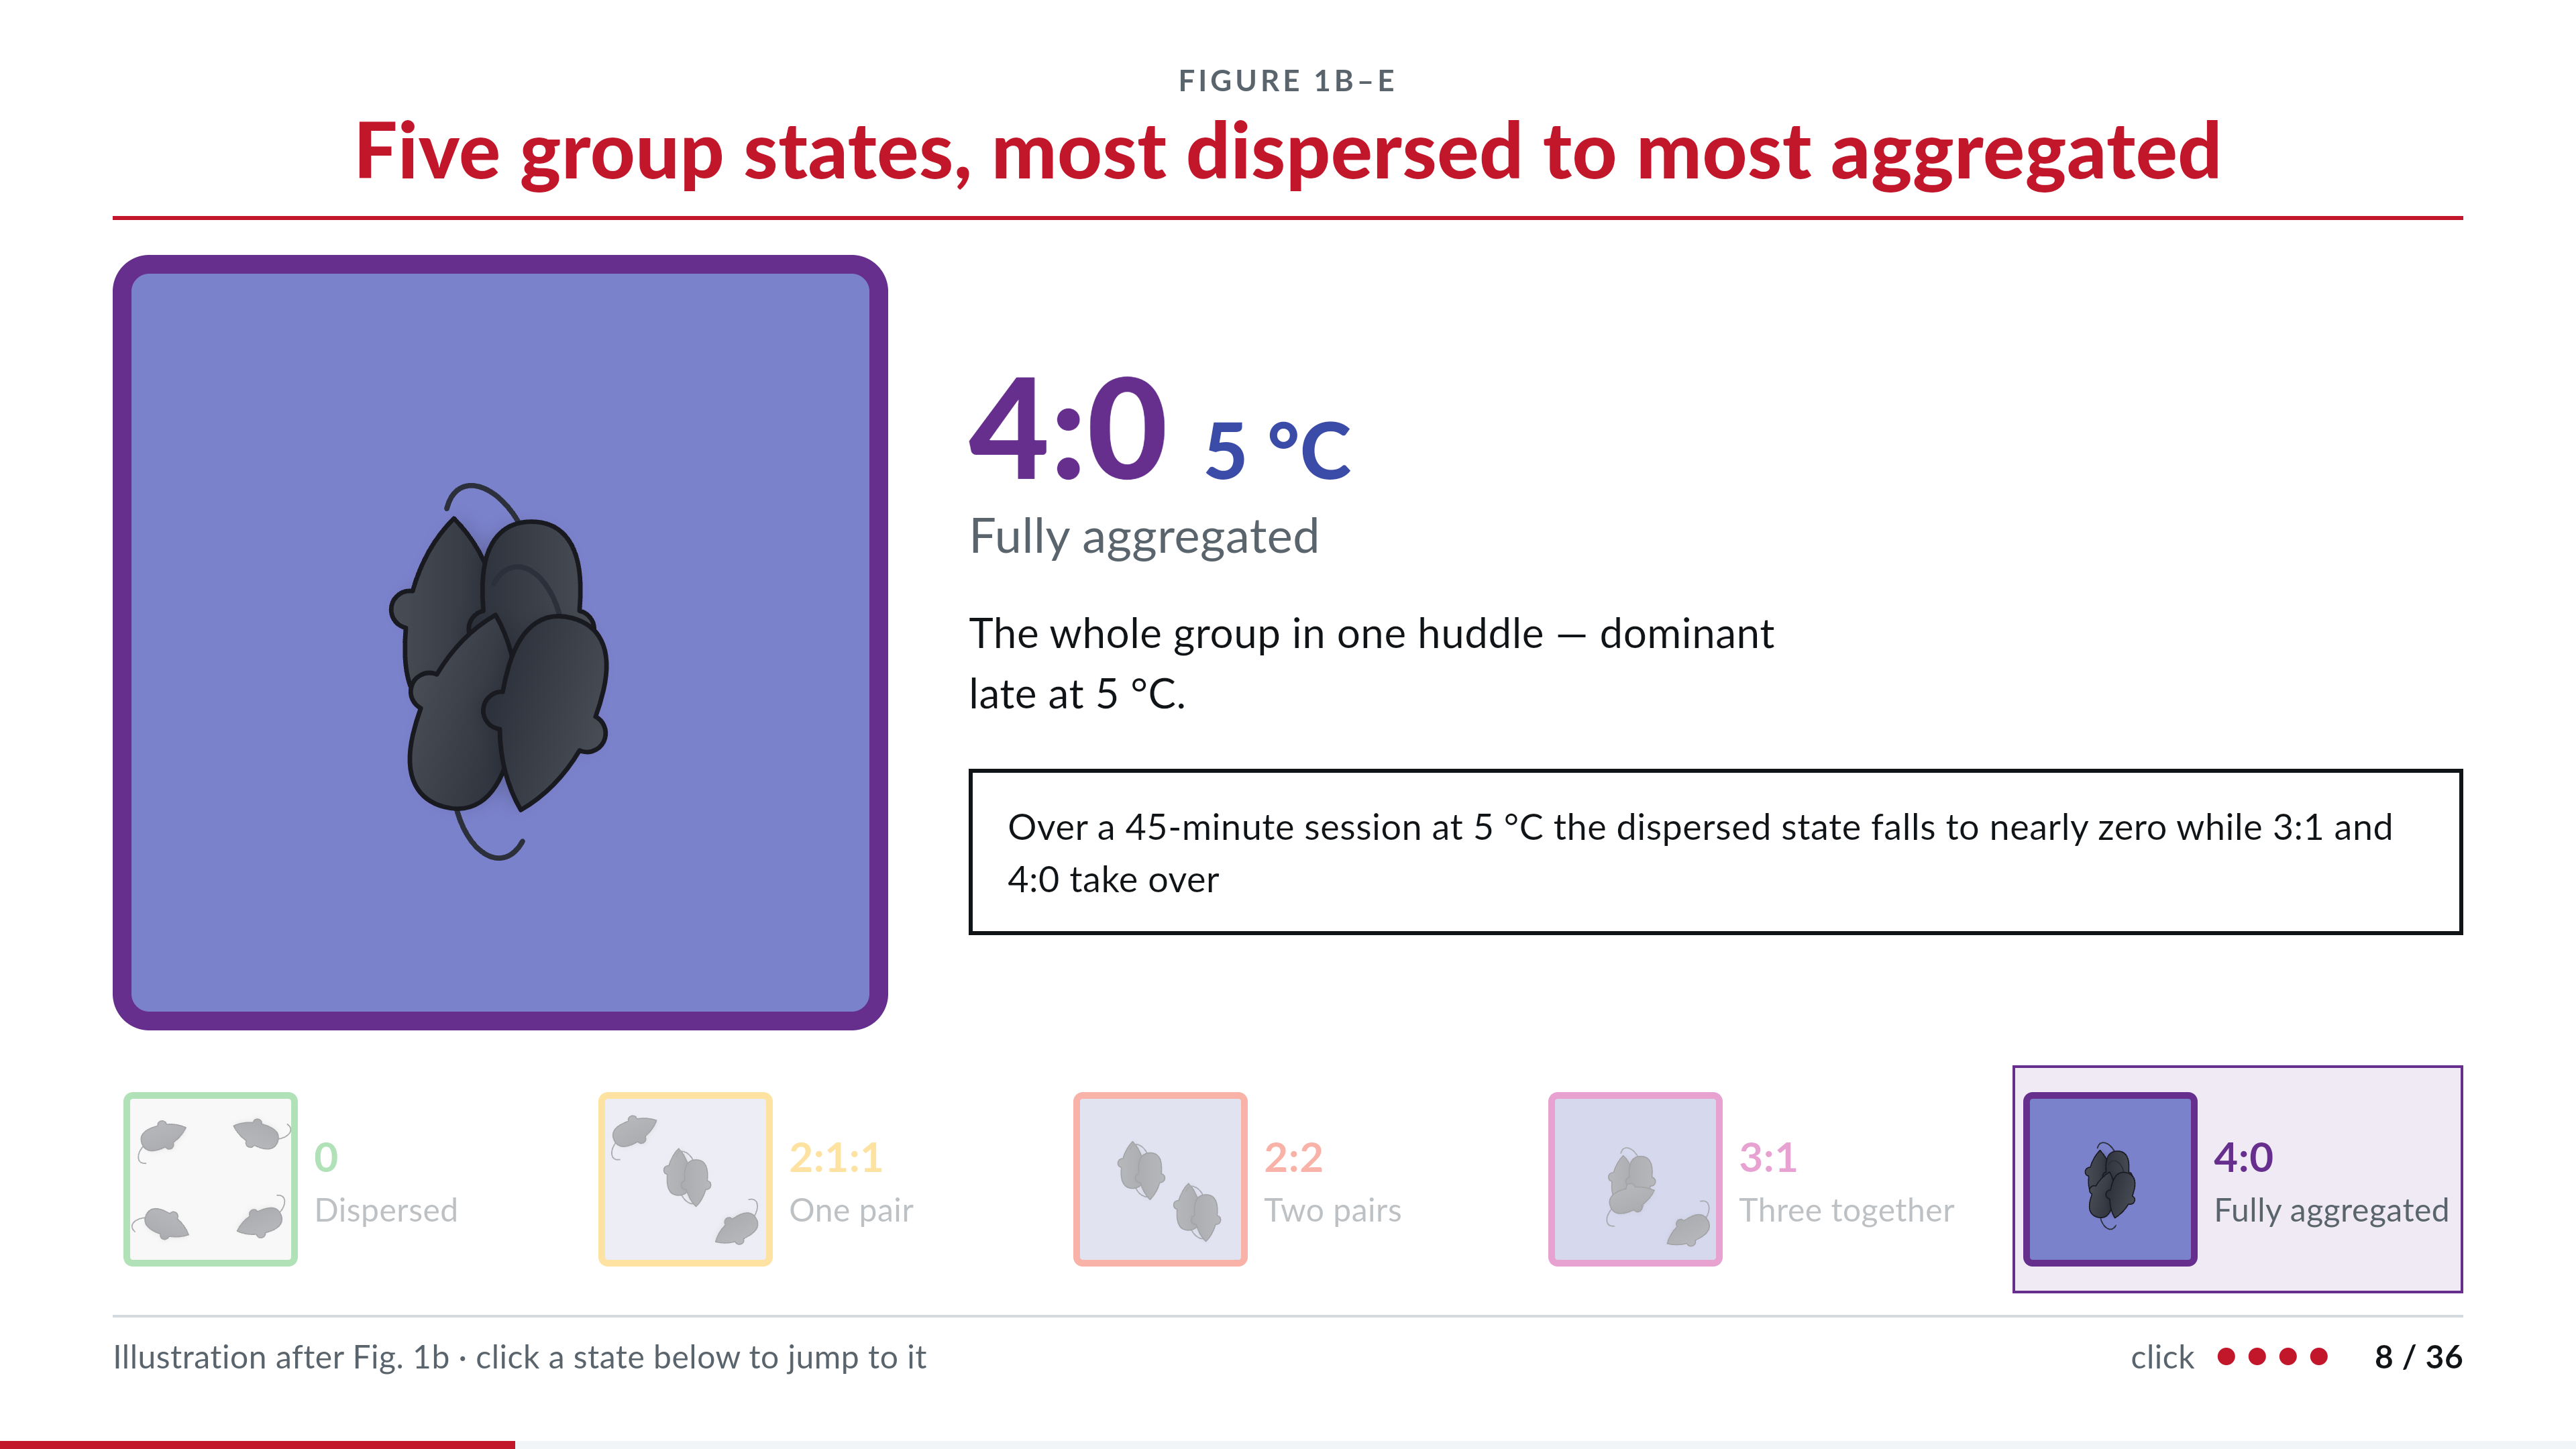 FIGURE 1B–E
Five group states, most dispersed to most aggregated
4:0 5 °C
Fully aggregated
The whole group in one huddle — dominant
late at 5 °C.
Over a 45-minute session at 5 °C the dispersed state falls to nearly zero while 3:1 and
4:0 take over
0
Dispersed
2:1:1
One pair
2:2
Two pairs
3:1
Three together
4:0
Fully aggregated
Illustration after Fig. 1b · click a state below to jump to it
click
8 / 36